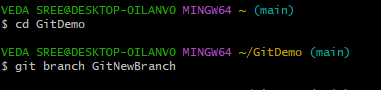 VEDA SREE@DESKTOP-OILANVO MINGW64 ~ (main)
$ cd GitDemo
VEDA SREE@DESKTOP-OILANVO MINGW64 ~/GitDemo (main)
$ git branch GitNewBranch